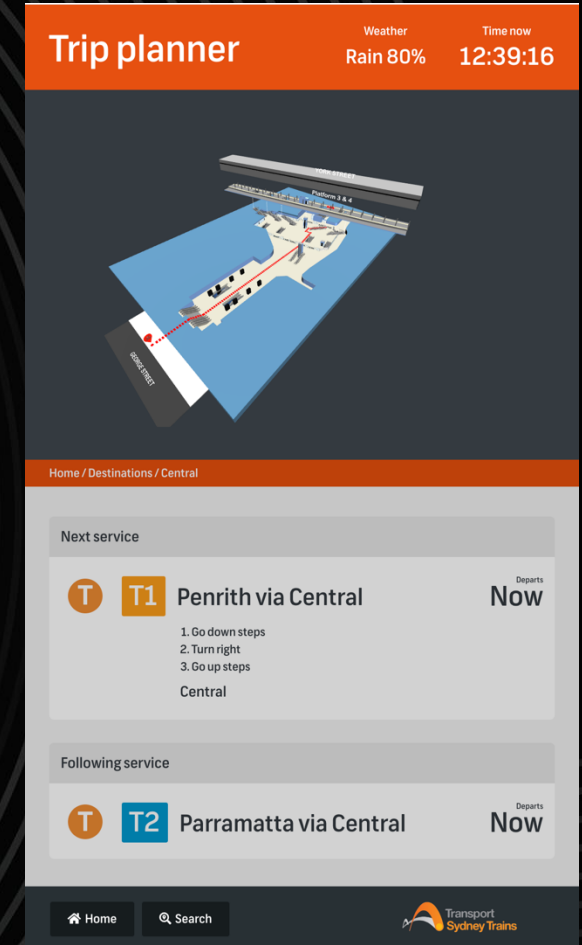 Trip planner
Weather
Rain 80%
Time now
12:39:16
YORK STREET
Platform 3 & 4
GEORGE STREET
Home / Destinations / Central
Next service
T
T1
Penrith via Central
Departs
Now
1. Go down steps
2. Turn right
3. Go up steps
Central
Following service
T
T2
Parramatta via Central
Departs
Now
Home
Search
Transport
Sydney Trains